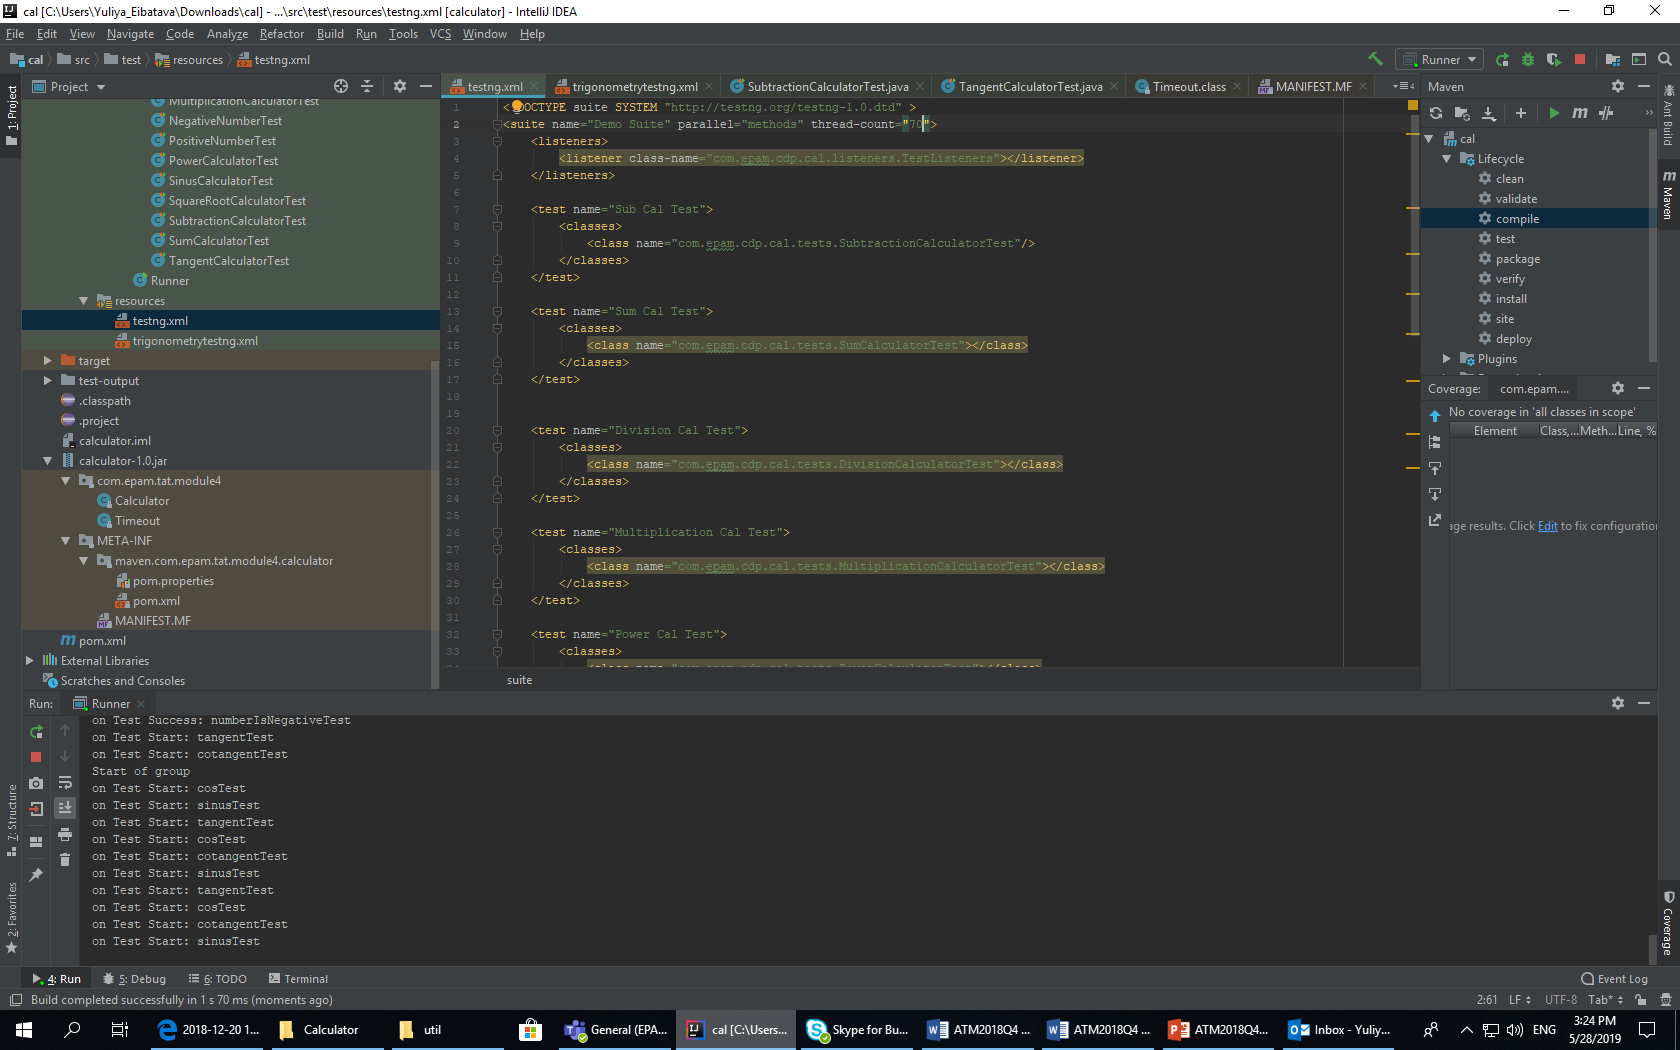 cal [C:\Users\Yuliya_Eibatava\Downloads\cal] - ...\src\test\resources\testng.xml [calculator] - IntelliJ IDEA
File Edit View Navigate Code Analyze Refactor Build Run Tools VCS Window Help
cal src test resources testng.xml
Runner
1: Project
7: Structure
2: Favorites
Project
MultiplicationCalculatorTest
NegativeNumberTest
PositiveNumberTest
PowerCalculatorTest
SinusCalculatorTest
SquareRootCalculatorTest
SubtractionCalculatorTest
SumCalculatorTest
TangentCalculatorTest
Runner
resources
testng.xml
trigonometrytestng.xml
target
test-output
.classpath
.project
calculator.iml
calculator-1.0.jar
com.epam.tat.module4
Calculator
Timeout
META-INF
maven.com.epam.tat.module4.calculator
pom.properties
pom.xml
MANIFEST.MF
pom.xml
External Libraries
Scratches and Consoles
testng.xml trigonometrytestng.xml SubtractionCalculatorTest.java TangentCalculatorTest.java Timeout.class MANIFEST.MF
4
1 <!DOCTYPE suite SYSTEM "http://testng.org/testng-1.0.dtd" >
2 <suite name="Demo Suite" parallel="methods" thread-count="70">
3 <listeners>
4 <listener class-name="com.epam.cdp.cal.listeners.TestListeners"></listener>
5 </listeners>
6
7 <test name="Sub Cal Test">
8 <classes>
9 <class name="com.epam.cdp.cal.tests.SubtractionCalculatorTest"/>
10 </classes>
11 </test>
12
13 <test name="Sum Cal Test">
14 <classes>
15 <class name="com.epam.cdp.cal.tests.SumCalculatorTest"></class>
16 </classes>
17 </test>
18
19
20 <test name="Division Cal Test">
21 <classes>
22 <class name="com.epam.cdp.cal.tests.DivisionCalculatorTest"></class>
23 </classes>
24 </test>
25
26 <test name="Multiplication Cal Test">
27 <classes>
28 <class name="com.epam.cdp.cal.tests.MultiplicationCalculatorTest"></class>
29 </classes>
30 </test>
31
32 <test name="Power Cal Test">
33 <classes>
<class name="com.epam.cdp.cal.tests.PowerCalculatorTest"></class>
suite
Maven
cal
Lifecycle
clean
validate
compile
test
package
verify
install
site
deploy
Plugins
Coverage: com.epam....
No coverage in 'all classes in scope'
Element Class,... Meth... Line, %
age results. Click Edit to fix configuration
Ant Build
Maven
Coverage
Run: Runner
on Test Success: numberIsNegativeTest
on Test Start: tangentTest
on Test Start: cotangentTest
Start of group
on Test Start: cosTest
on Test Start: sinusTest
on Test Start: tangentTest
on Test Start: cosTest
on Test Start: cotangentTest
on Test Start: sinusTest
on Test Start: tangentTest
on Test Start: cosTest
on Test Start: cotangentTest
on Test Start: sinusTest
4: Run 5: Debug 6: TODO Terminal Event Log
Build completed successfully in 1 s 70 ms (moments ago) 2:61 LF UTF-8 Tab*
2018-12-20 1... Calculator util General (EPA... cal [C:\Users... Skype for Bu... ATM2018Q4 ... ATM2018Q4 ... ATM2018Q4... Inbox - Yuliy... ENG 3:24 PM
5/28/2019